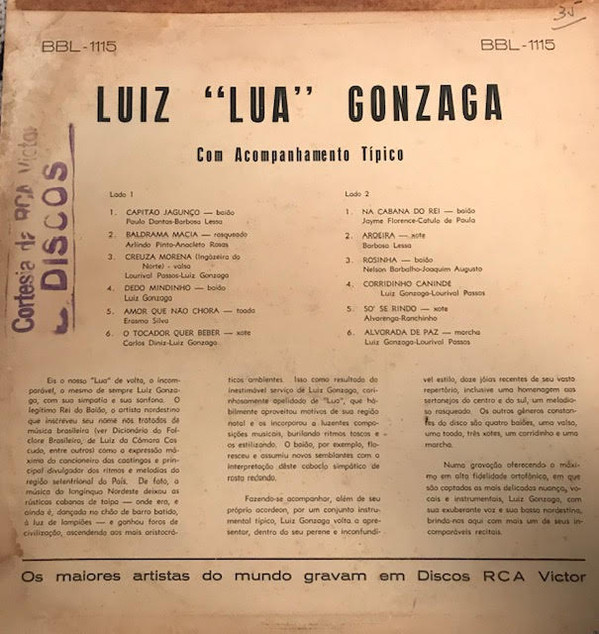 35
BBL-1115
BBL-1115
LUIZ “LUA” GONZAGA
Com Acompanhamento Típico
Cortesia da RCA Victor
DISCOS
Lado 1
1. CAPITÃO JAGUNÇO — baião
Paulo Dantas-Barbosa Lessa
2. BALDRAMA MACIA — rasqueado
Arlindo Pinto-Anacleto Rosas
3. CREUZA MORENA (Ingàzeira do
Norte) - valsa
Lourival Passos-Luiz Gonzaga
4. DEDO MINDINHO — baião
Luiz Gonzaga
5. AMOR QUE NÃO CHORA — toada
Erasmo Silva
6. O TOCADOR QUER BEBER — xote
Carlos Diniz-Luiz Gonzaga
Lado 2
1. NA CABANA DO REI — baião
Jayme Florence-Catulo de Paula
2. AROEIRA — xote
Barbosa Lessa
3. ROSINHA — baião
Nelson Barbalho-Joaquim Augusto
4. CORRIDINHO CANINDE
Luiz Gonzaga-Lourival Passos
5. SO' SE RINDO — xote
Alvarenga-Ranchinho
6. ALVORADA DE PAZ — marcha
Luiz Gonzaga-Lourival Passos
Eis o nosso "Lua" de volta, o incom-
parável, o mesmo de sempre Luiz Gonza-
ga, com sua simpatia e sua sanfona. O
legítimo Rei do Baião, o artista nordestino
que inscreveu seu nome nos tratados de
música brasileira (ver Dicionário do Fol-
clore Brasileiro, de Luiz da Câmara Cas
cudo, entre outros) como a expressão má-
xima do cancioneiro das caatingas e prin-
cipal divulgador dos ritmos e melodias da
região setentrional do País. De fato, a
música do longínquo Nordeste deixou as
rústicas cabanas de taipa — onde era, e
ainda é, dançada no chão de barro batido,
à luz de lampiões — e ganhou foros de
civilização, ascendendo aos mais aristocrá-
ticos ambientes. Isso como resultado do
inestimável serviço de Luiz Gonzaga, cari-
nhosamente apelidado de "Lua", que há-
bilmente aproveitou motivos de sua região
natal e os incorporou a luzentes compo-
sições musicais, burilando ritmos toscos e
os estilizando. O baião, por exemplo, flo-
resceu e assumiu novos semblantes com a
interpretação dêste caboclo simpático de
rosto redondo.
Fazendo-se acompanhar, além de seu
próprio acordeon, por um conjunto instru-
mental típico, Luiz Gonzaga volta a apre-
sentar, dentro do seu perene e inconfundí-
vel estilo, doze jóias recentes de seu vasto
repertório, inclusive uma homenagem aos
sertanejos do centro e do sul, um melodio-
so rasqueado. Os outros gêneros constan-
tes do disco são quatro baiões, uma valsa,
uma toada, três xotes, um corridinho e uma
marcha.
Numa gravação oferecendo o máxi-
mo em alta fidelidade ortofônica, em que
são captados as mais delicadas nuanças, vo-
cais e instrumentais, Luiz Gonzaga, com
sua exuberante voz e sua bossa nordestina,
brinda-nos aqui com mais um de seus in-
comparáveis recitais.
Os maiores artistas do mundo gravam em Discos RCA Victor